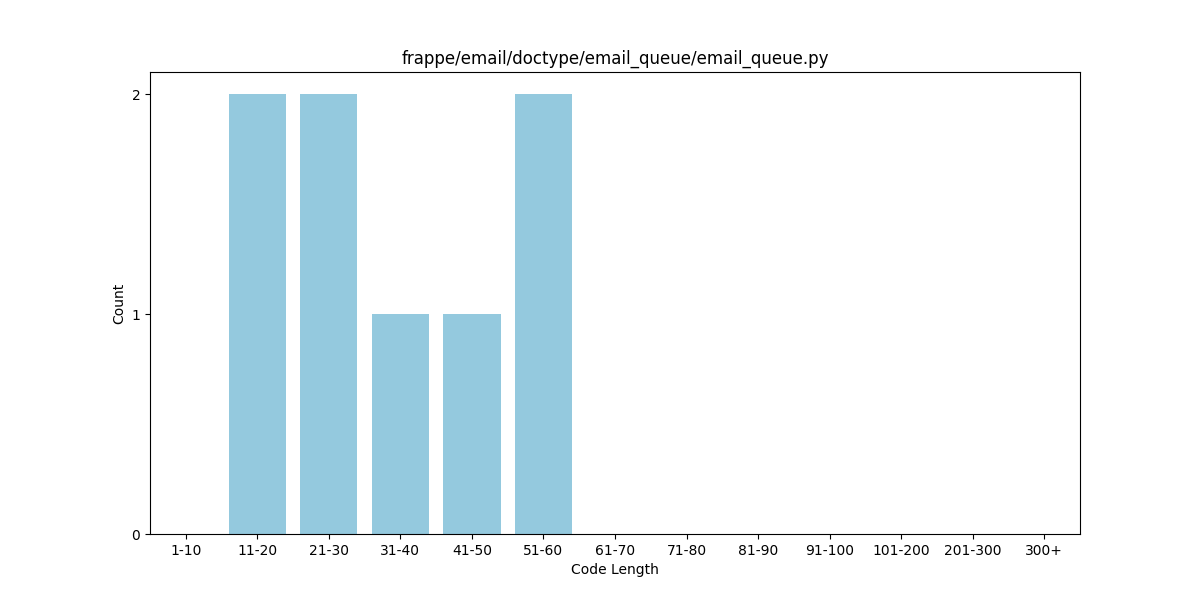 frappe/email/doctype/email_queue/email_queue.py
2
1
0
Count
1-10 11-20 21-30 31-40 41-50 51-60 61-70 71-80 81-90 91-100 101-200 201-300 300+
Code Length